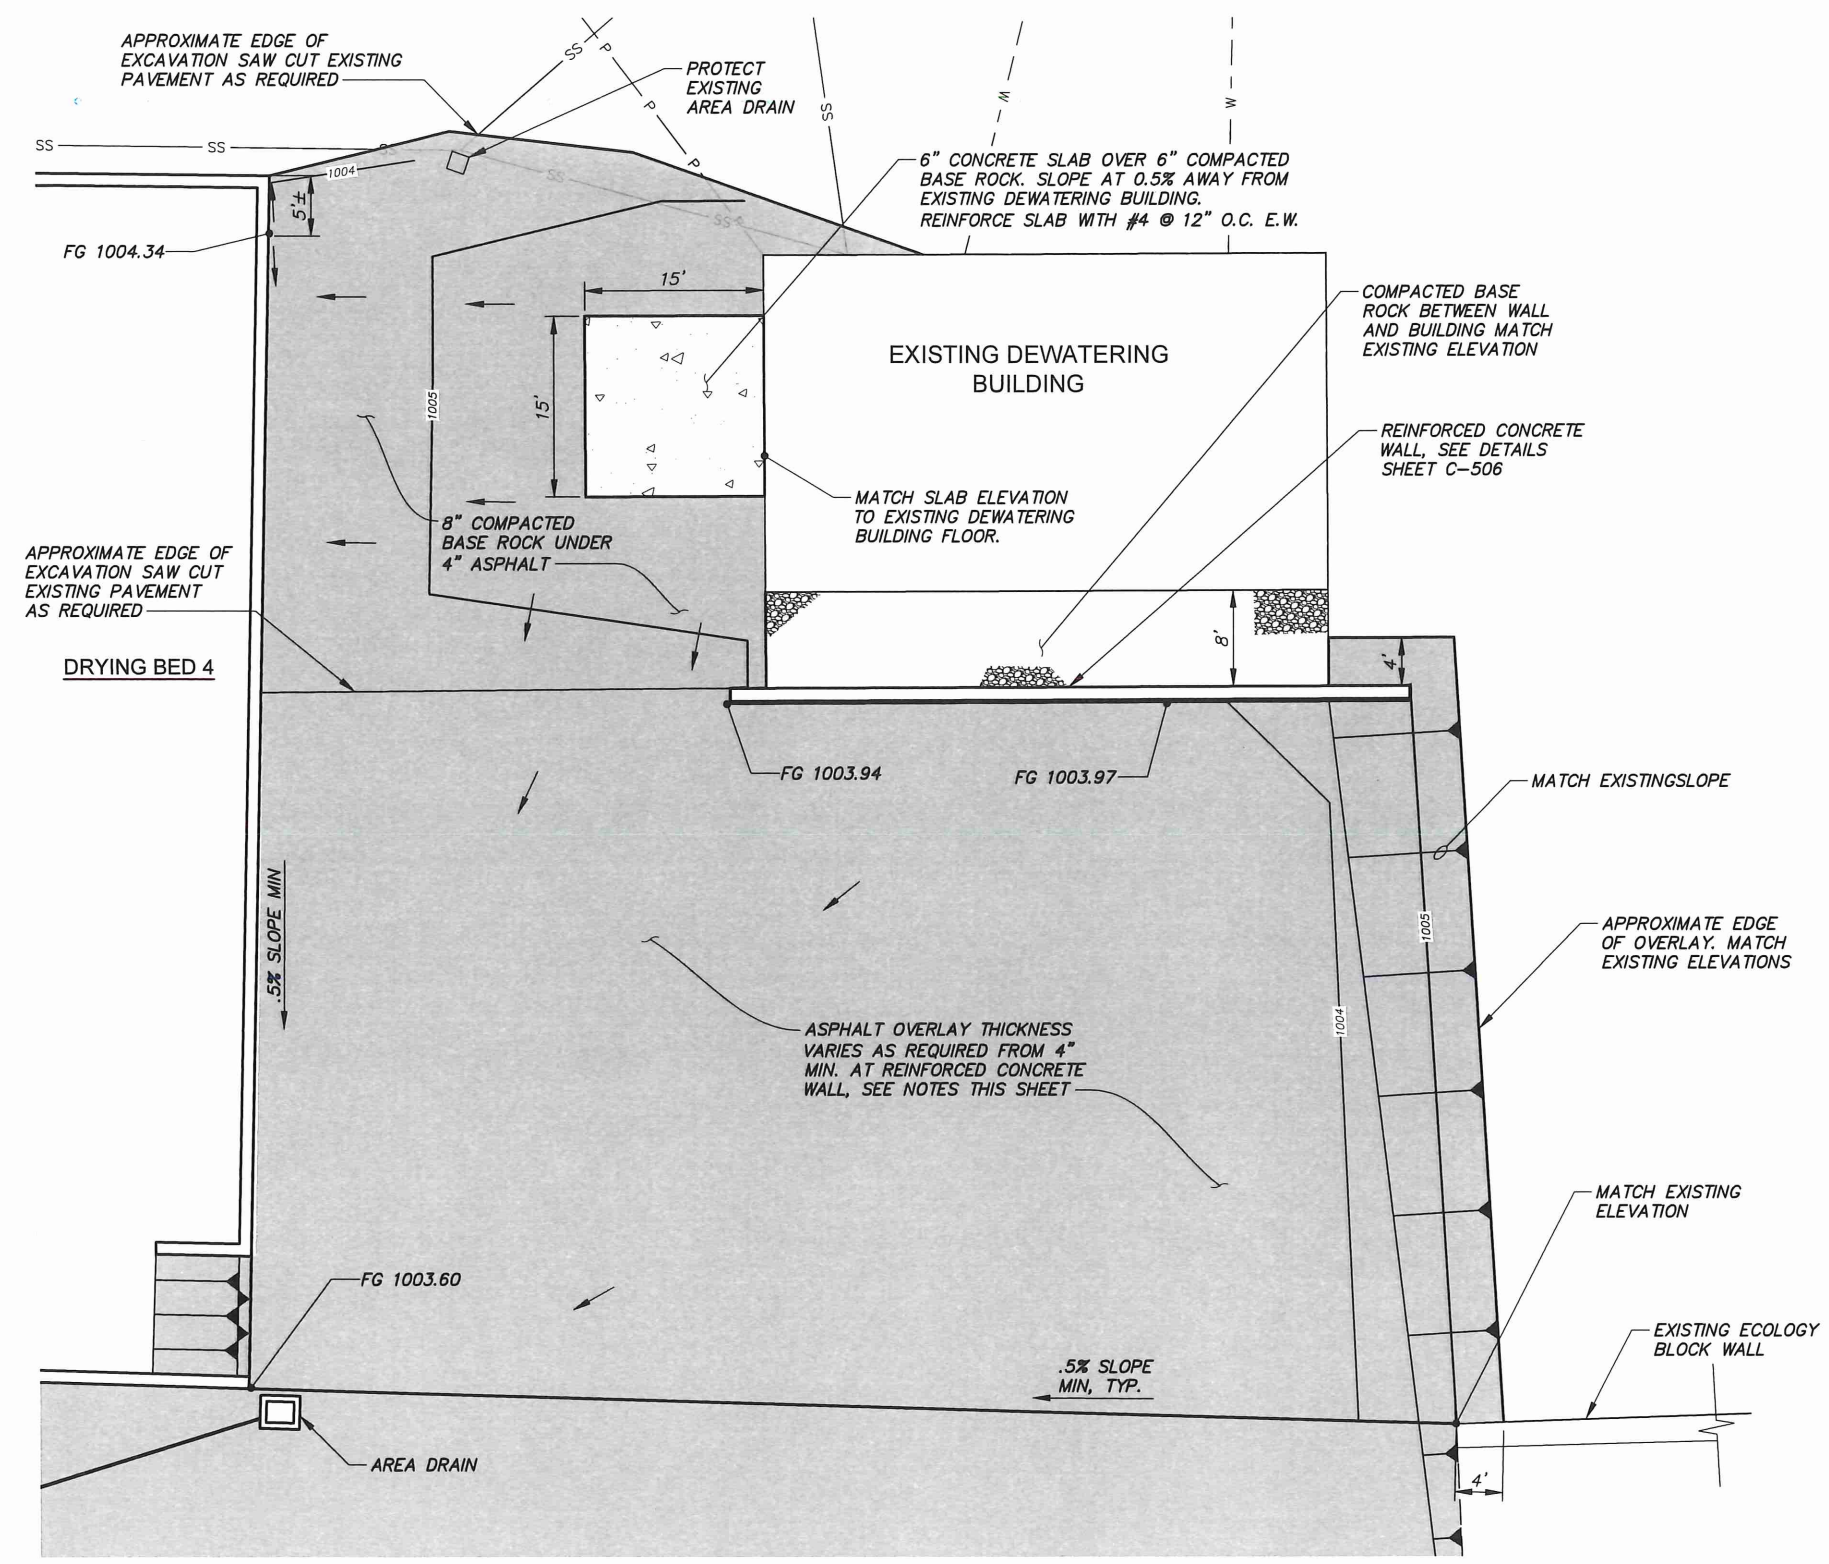 APPROXIMATE EDGE OF
EXCAVATION SAW CUT EXISTING
PAVEMENT AS REQUIRED
PROTECT
EXISTING
AREA DRAIN
SS
P
P
P
SS
W
W
SS
SS
SS
SS
SS
1004
5'±
FG 1004.34
6" CONCRETE SLAB OVER 6" COMPACTED
BASE ROCK. SLOPE AT 0.5% AWAY FROM
EXISTING DEWATERING BUILDING.
REINFORCE SLAB WITH #4 @ 12" O.C. E.W.
15'
15'
1005
EXISTING DEWATERING
BUILDING
COMPACTED BASE
ROCK BETWEEN WALL
AND BUILDING MATCH
EXISTING ELEVATION
REINFORCED CONCRETE
WALL, SEE DETAILS
SHEET C-506
MATCH SLAB ELEVATION
TO EXISTING DEWATERING
BUILDING FLOOR.
8" COMPACTED
BASE ROCK UNDER
4" ASPHALT
APPROXIMATE EDGE OF
EXCAVATION SAW CUT
EXISTING PAVEMENT
AS REQUIRED
DRYING BED 4
8'
4'
FG 1003.94
FG 1003.97
MATCH EXISTINGSLOPE
.5% SLOPE MIN
1005
1004
APPROXIMATE EDGE
OF OVERLAY. MATCH
EXISTING ELEVATIONS
ASPHALT OVERLAY THICKNESS
VARIES AS REQUIRED FROM 4"
MIN. AT REINFORCED CONCRETE
WALL, SEE NOTES THIS SHEET
MATCH EXISTING
ELEVATION
FG 1003.60
EXISTING ECOLOGY
BLOCK WALL
.5% SLOPE
MIN, TYP.
AREA DRAIN
4'